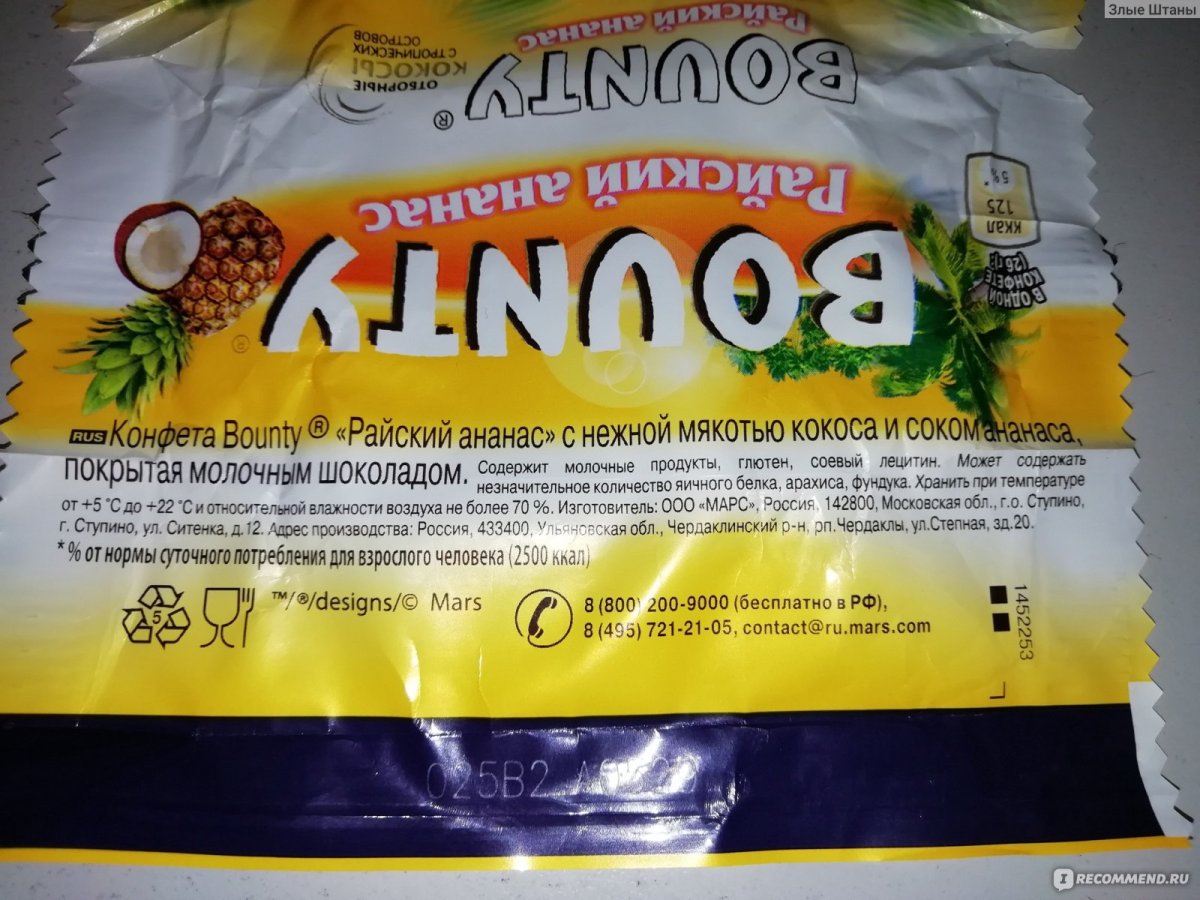 Злые Штаны
Райский ананас
BOUNTY®
ОТБОРНЫЕ
КОКОСЫ
С ТРОПИЧЕСКИХ
ОСТРОВОВ
Райский ананас
BOUNTY
®
В ОДНОЙ
КОНФЕТЕ
(26 г):
ККАЛ
125
5%*
RUS Конфета Bounty ® «Райский ананас» с нежной мякотью кокоса и соком ананаса,
покрытая молочным шоколадом. Содержит молочные продукты, глютен, соевый лецитин. Может содержать
незначительное количество яичного белка, арахиса, фундука. Хранить при температуре
от +5 °C до +22 °C и относительной влажности воздуха не более 70 %. Изготовитель: ООО «МАРС», Россия, 142800, Московская обл., г.о. Ступино,
г. Ступино, ул. Ситенка, д.12. Адрес производства: Россия, 433400, Ульяновская обл., Чердаклинский р-н, рп.Чердаклы, ул.Степная, зд.20.
* % от нормы суточного потребления для взрослого человека (2500 ккал)
5
™/®/designs/© Mars
8 (800) 200-9000 (бесплатно в РФ),
8 (495) 721-21-05, contact@ru.mars.com
1452253
025B2
IRECOMMEND.RU